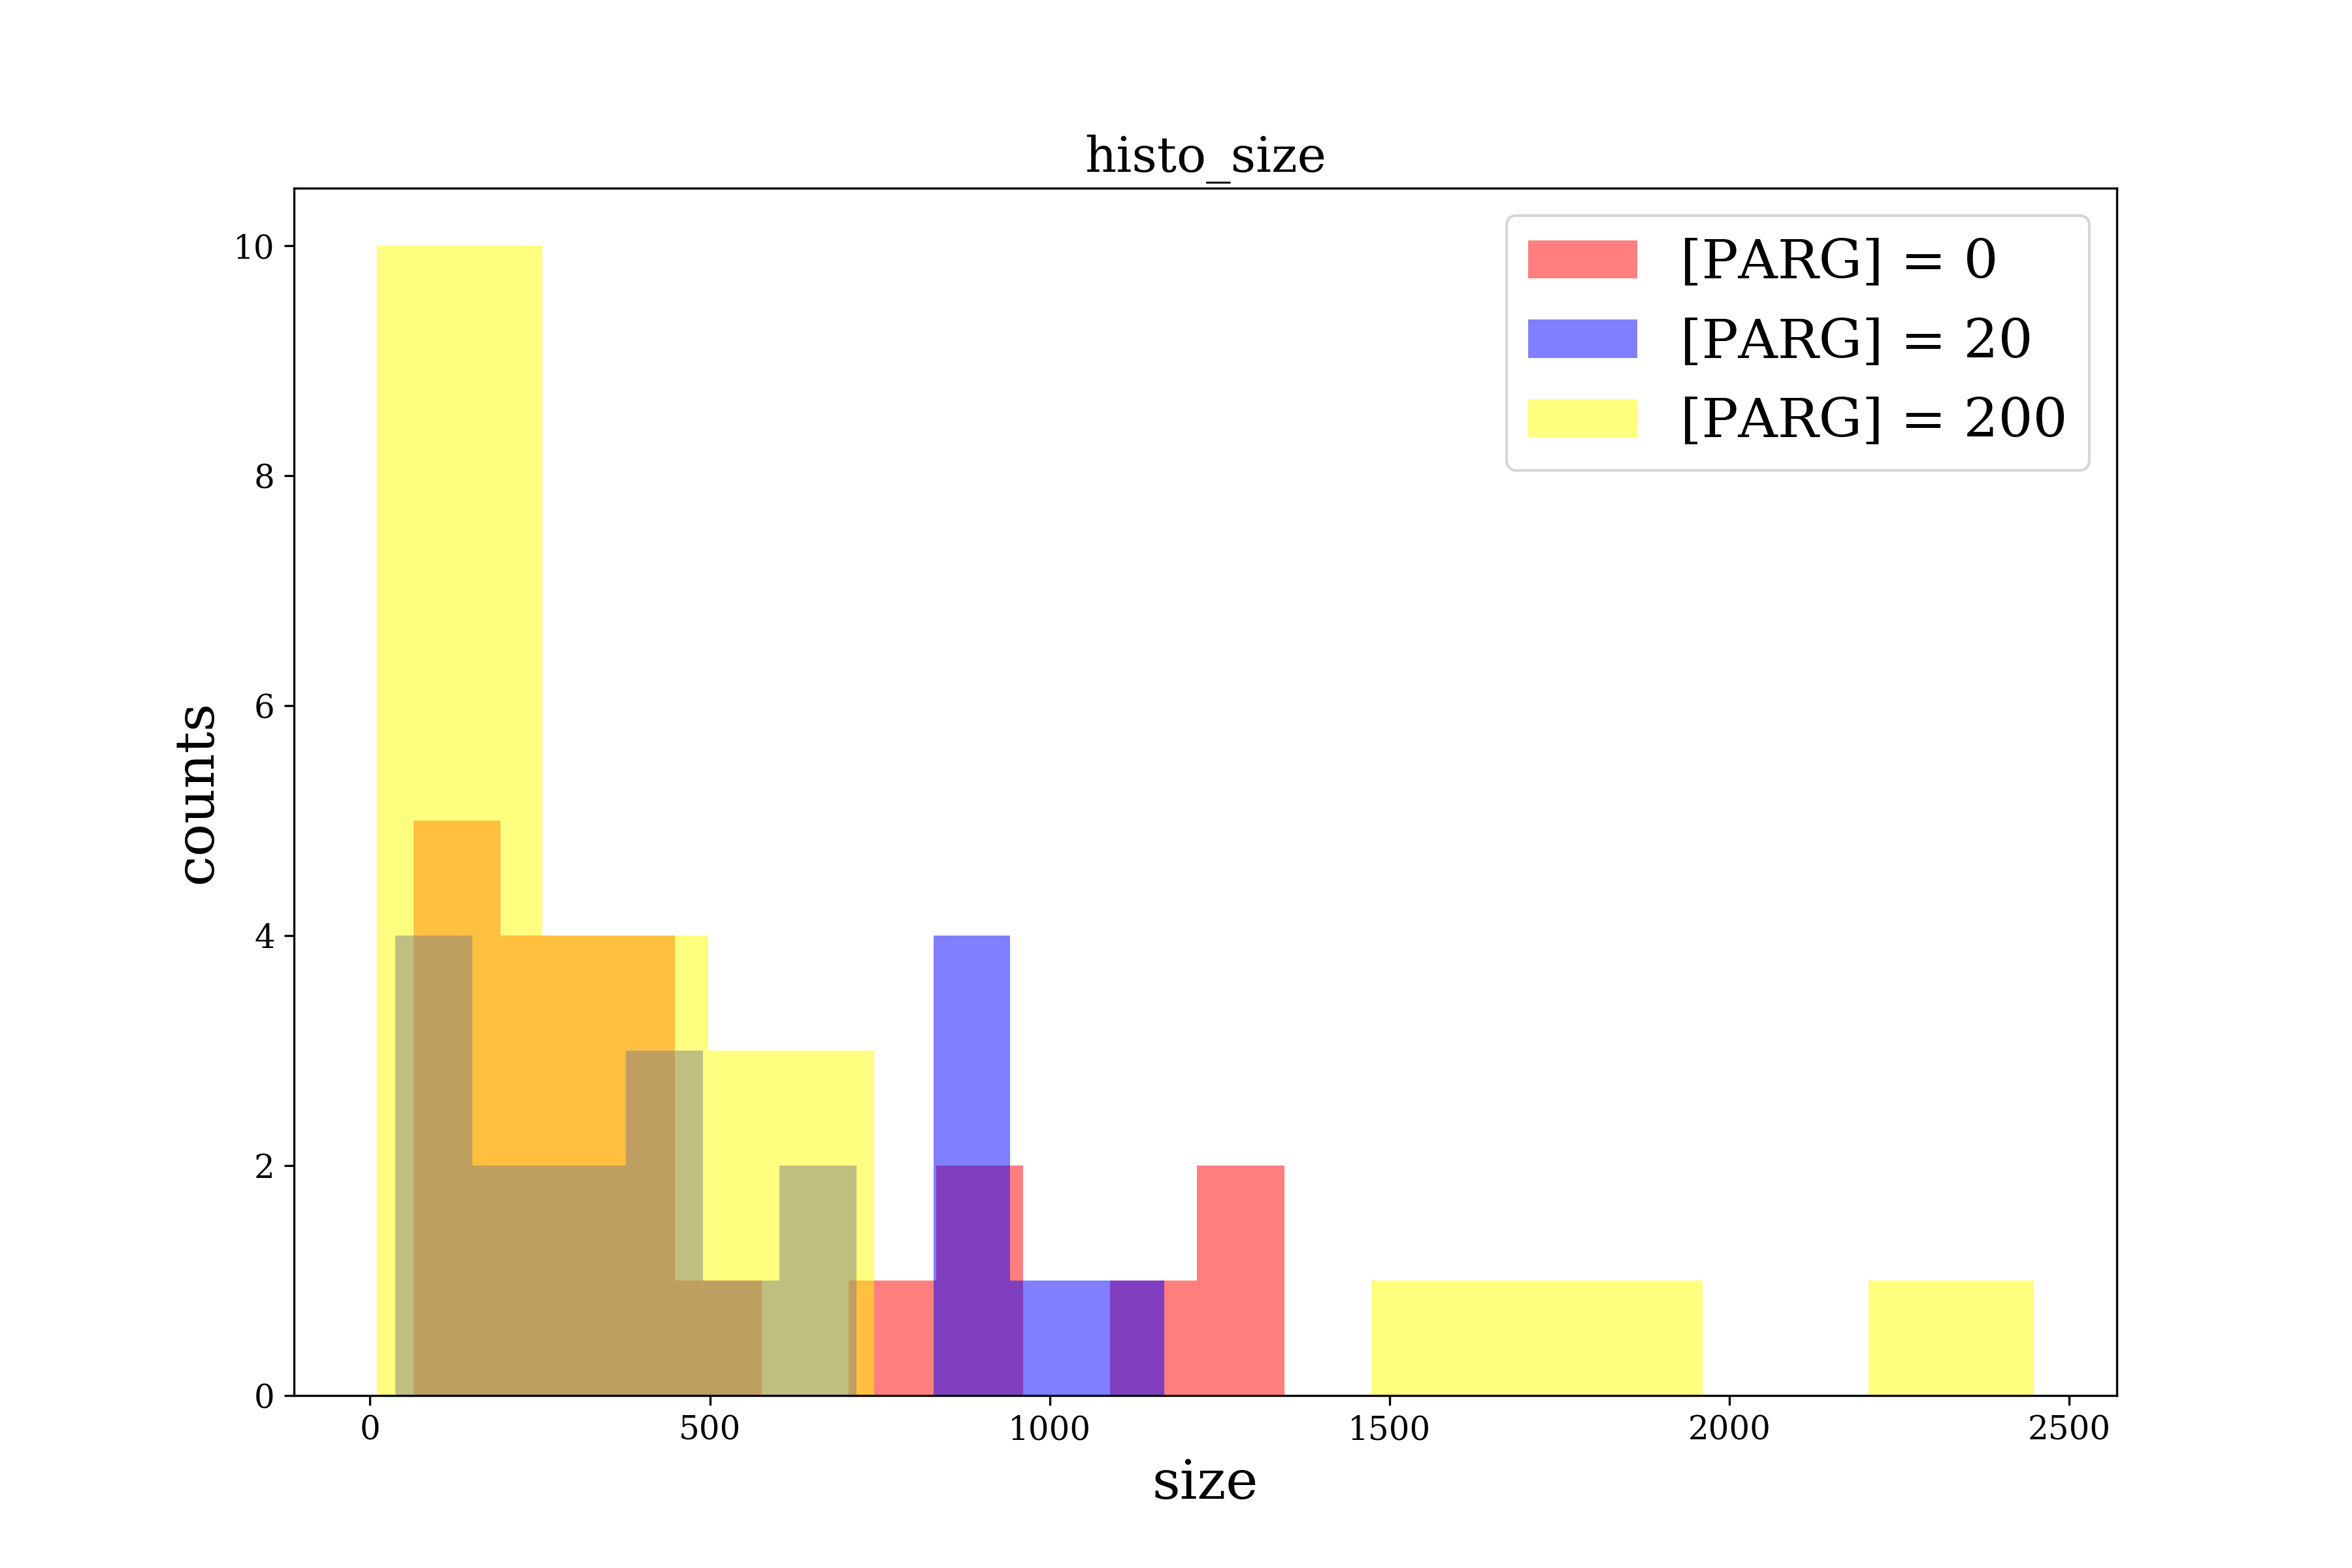 histo_size
[PARG] = 0
[PARG] = 20
[PARG] = 200
10
8
6
4
2
0
counts
0 500 1000 1500 2000 2500
size